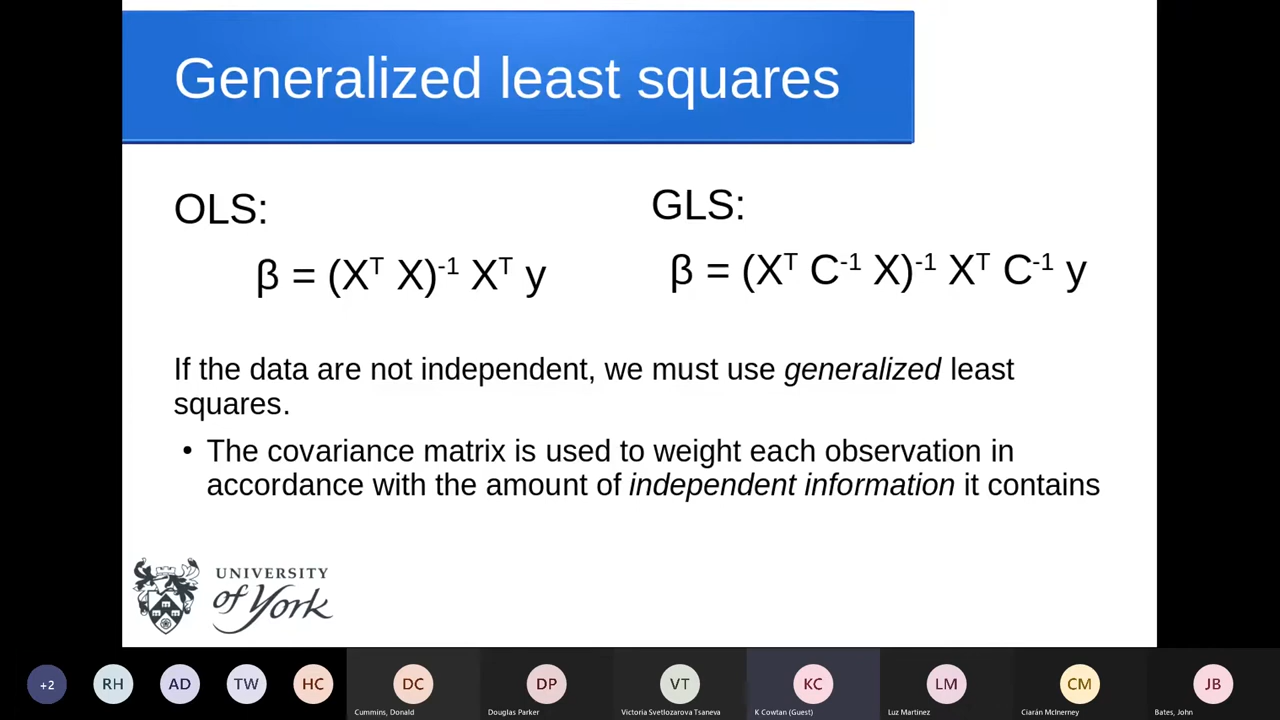 Generalized least squares
OLS:
β = (Xᵀ X)⁻¹ Xᵀ y
GLS:
β = (Xᵀ C⁻¹ X)⁻¹ Xᵀ C⁻¹ y
If the data are not independent, we must use generalized least
squares.
• The covariance matrix is used to weight each observation in
accordance with the amount of independent information it contains
UNIVERSITY
of York
+2
RH
AD
TW
HC
DC
DP
VT
KC
LM
CM
JB
Cummins, Donald
Douglas Parker
Victoria Svetlozarova Tsaneva
K Cowtan (Guest)
Luz Martinez
Ciarán McInerney
Bates, John